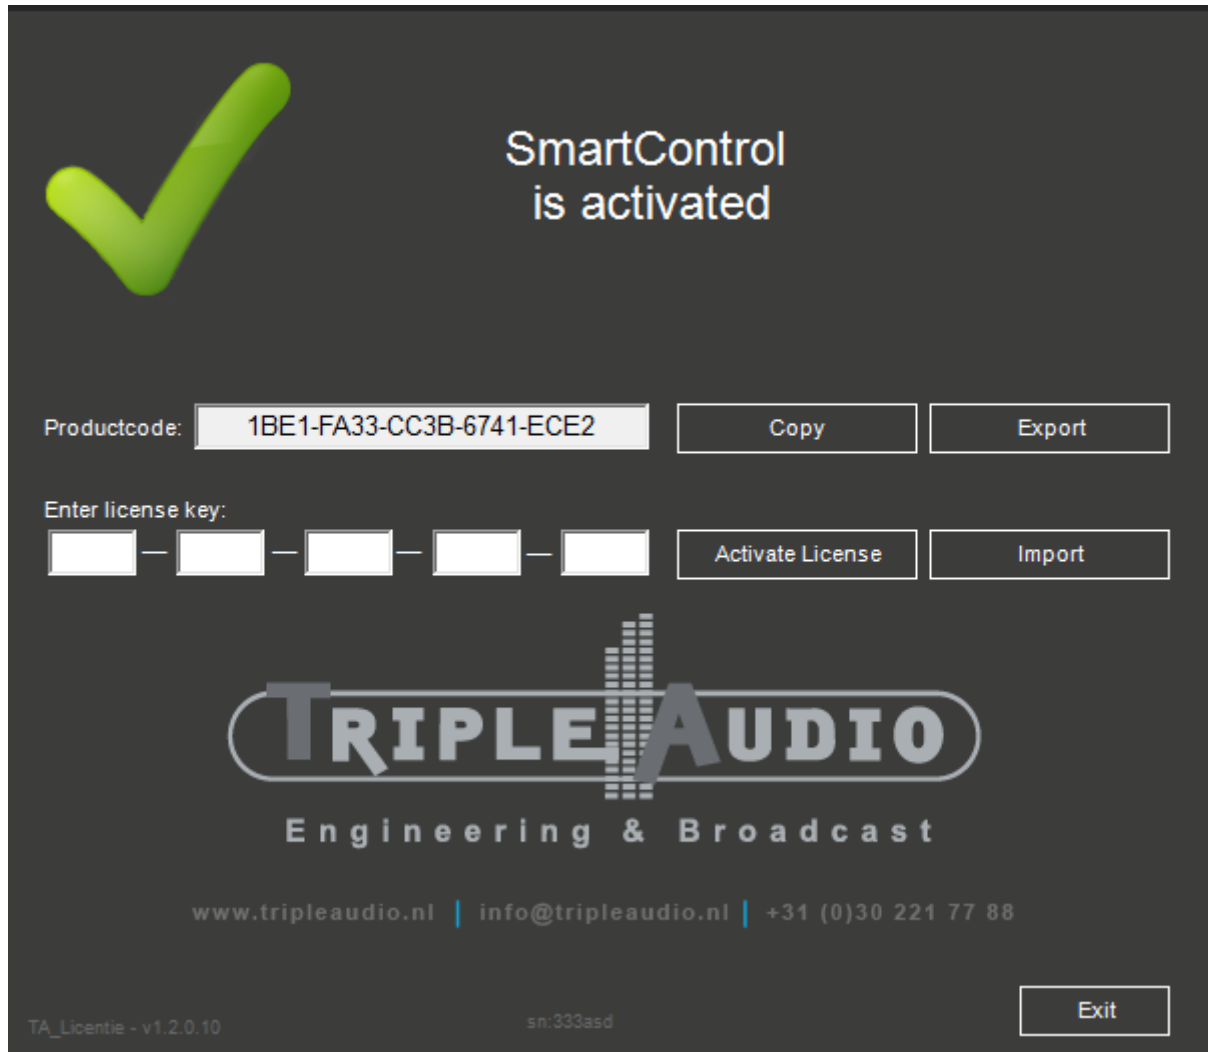 SmartControl
is activated
Productcode: 1BE1-FA33-CC3B-6741-ECE2 Copy Export
Enter license key:
Activate License Import
TRIPLE AUDIO
Engineering & Broadcast
www.tripleaudio.nl | info@tripleaudio.nl | +31 (0)30 221 77 88
Exit
TA_Licentie - v1.2.0.10 sn:333asd